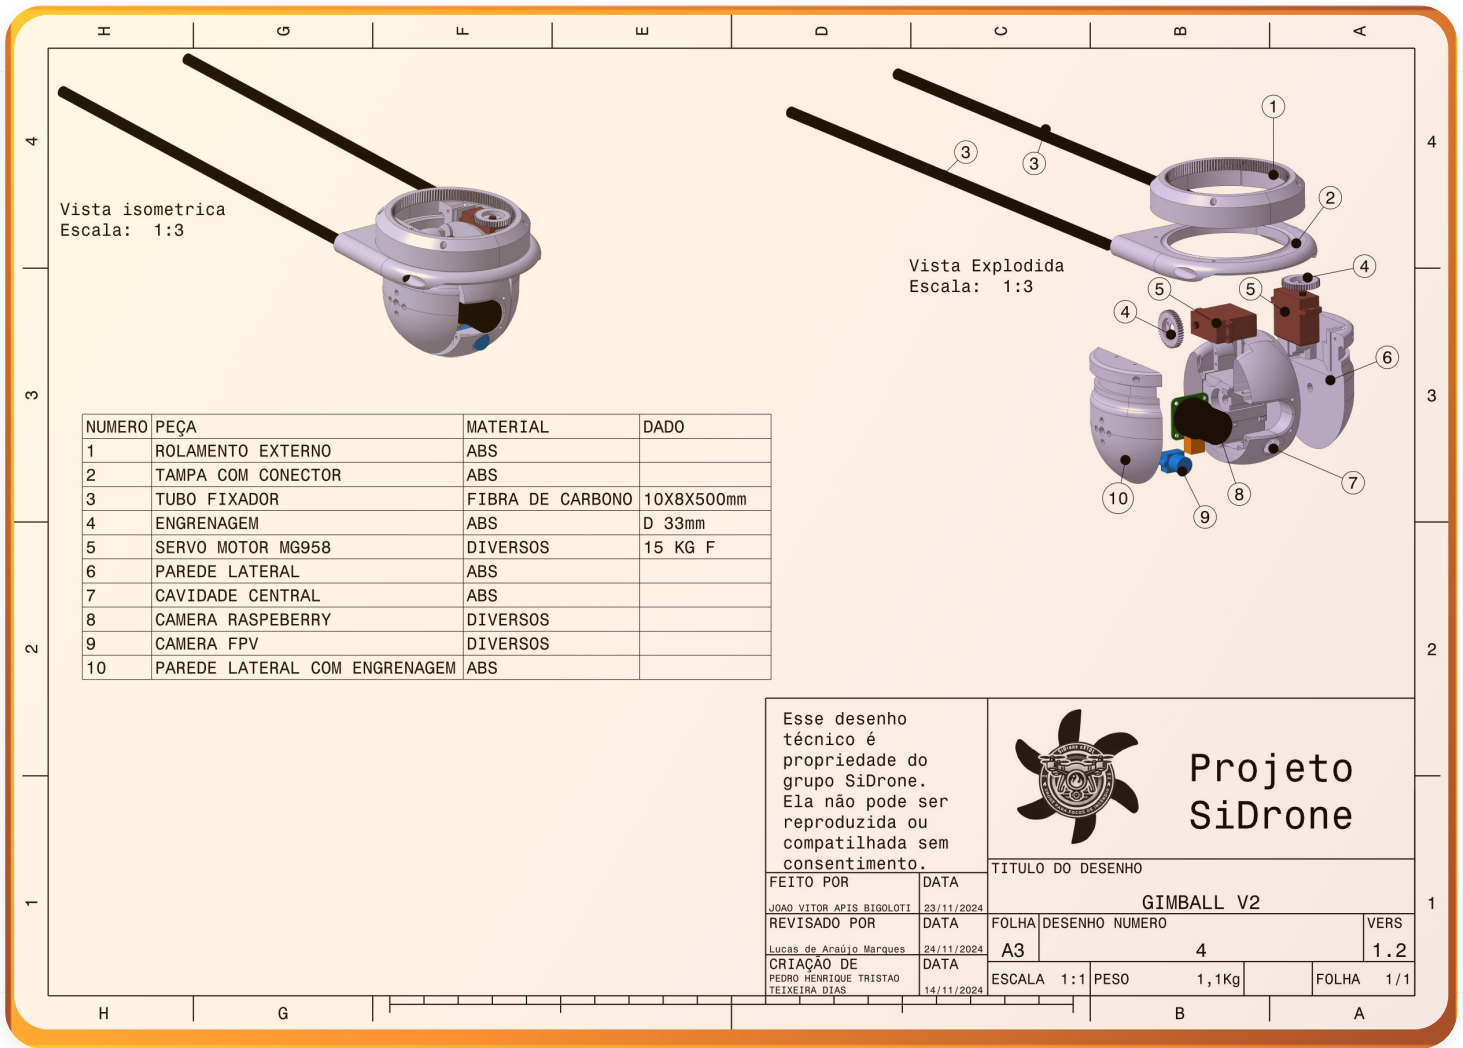 H G F E D C B A
4
4
1
3
3
2
Vista isometrica
Escala: 1:3
Vista Explodida
Escala: 1:3
4
5
5
4
6
7
8
9
10
3
3
NUMERO PEÇA MATERIAL DADO
1 ROLAMENTO EXTERNO ABS
2 TAMPA COM CONECTOR ABS
3 TUBO FIXADOR FIBRA DE CARBONO 10X8X500mm
4 ENGRENAGEM ABS D 33mm
5 SERVO MOTOR MG958 DIVERSOS 15 KG F
6 PAREDE LATERAL ABS
7 CAVIDADE CENTRAL ABS
8 CAMERA RASPEBERRY DIVERSOS
9 CAMERA FPV DIVERSOS
10 PAREDE LATERAL COM ENGRENAGEM ABS
2
2
Esse desenho
técnico é
propriedade do
grupo SiDrone.
Ela não pode ser
reproduzida ou
compatilhada sem
consentimento.
Projeto
SiDrone
TITULO DO DESENHO
GIMBALL V2
FEITO POR DATA
JOAO VITOR APIS BIGOLOTI 23/11/2024
REVISADO POR DATA
Lucas de Araújo Marques 24/11/2024
CRIAÇÃO DE DATA
PEDRO HENRIQUE TRISTAO
TEIXEIRA DIAS 14/11/2024
FOLHA DESENHO NUMERO VERS
A3 4 1.2
ESCALA 1:1 PESO 1,1Kg FOLHA 1/1
1
1
H G B A